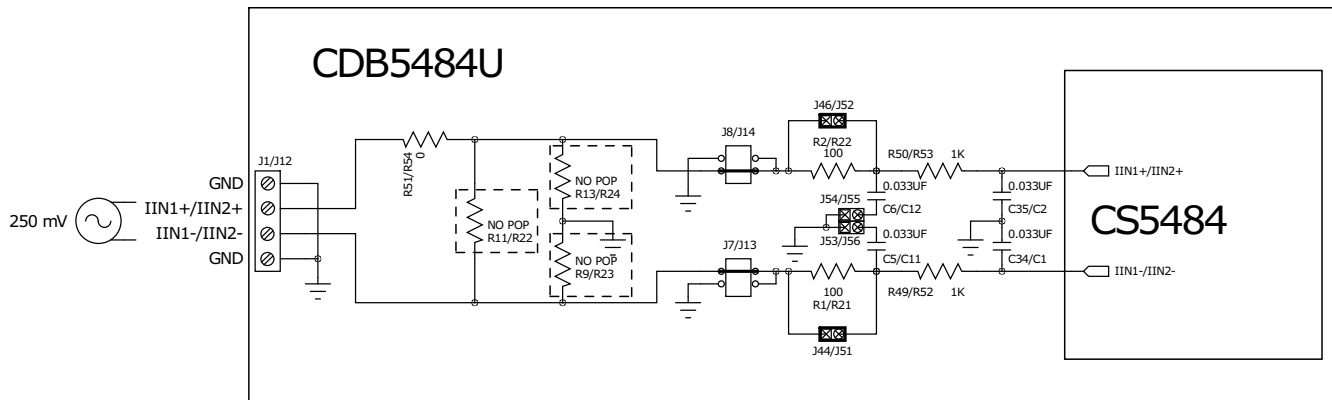 CDB5484U
J46/J52
J8/J14
R2/R22
R50/R53
1K
100
J1/J12
R51/R54
0
NO POP
R13/R24
IIN1+/IIN2+
GND
0.033UF
0.033UF
J54/J55
C6/C12
C35/C2
IIN1+/IIN2+
250 mV
NO POP
R11/R22
CS5484
IIN1-/IIN2-
J53/J56
0.033UF
0.033UF
NO POP
R9/R23
J7/J13
C5/C11
C34/C1
GND
IIN1-/IIN2-
100
R49/R52
1K
R1/R21
J44/J51